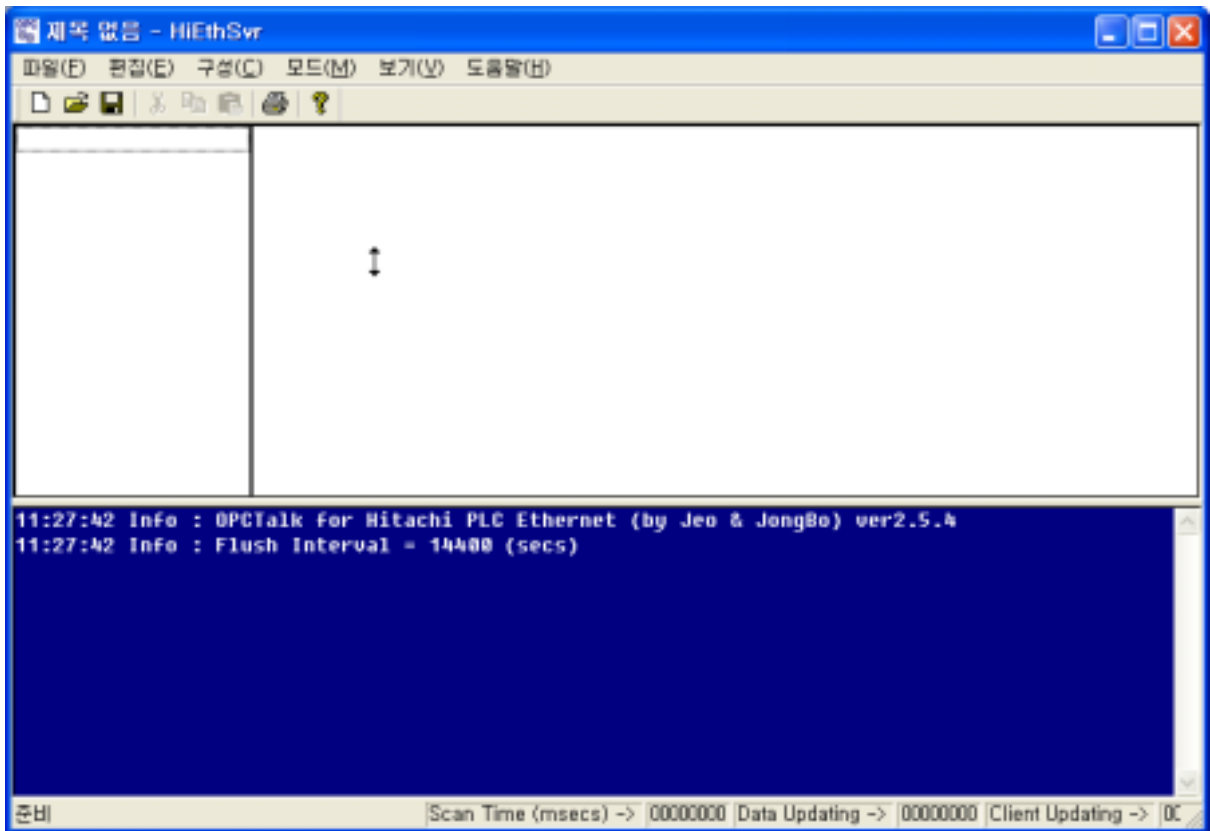 제목 없음 - HiEthSvr
파일(F) 편집(E) 구성(C) 모드(M) 보기(V) 도움말(H)
11:27:42 Info : OPCTalk for Hitachi PLC Ethernet (by Jeo & JongBo) ver2.5.4
11:27:42 Info : Flush Interval = 14400 (secs)
준비 Scan Time (msecs) -> 00000000 Data Updating -> 00000000 Client Updating ->